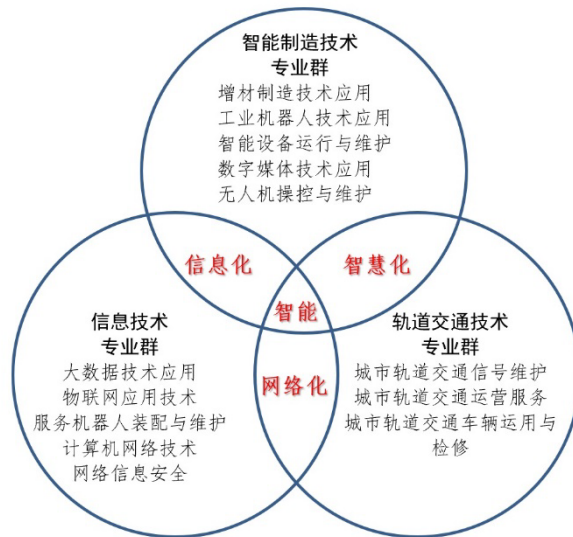 智能制造技术
专业群
增材制造技术应用
工业机器人技术应用
智能设备运行与维护
数字媒体技术应用
无人机操控与维护
信息化
智慧化
智能
网络化
信息技术
专业群
大数据技术应用
物联网应用技术
服务机器人装配与维护
计算机网络技术
网络信息安全
轨道交通技术
专业群
城市轨道交通信号维护
城市轨道交通运营服务
城市轨道交通车辆运用与
检修